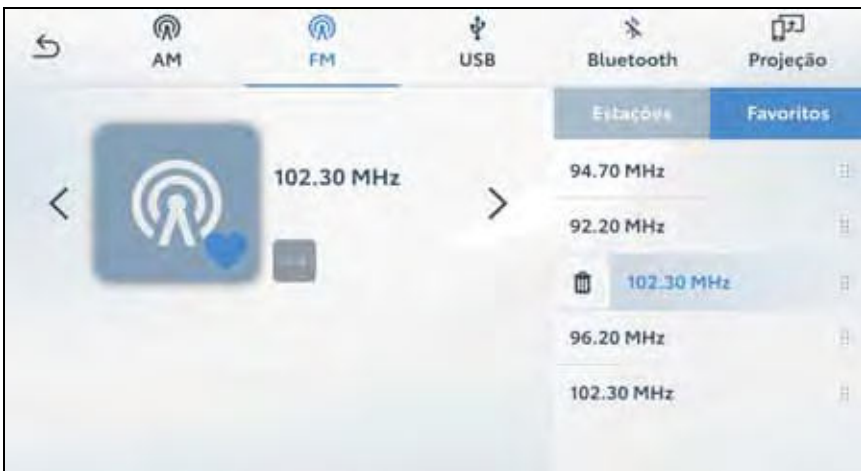 AM
FM
USB
Bluetooth
Projeção
Estações
Favoritos
102.30 MHz
94.70 MHz
92.20 MHz
102.30 MHz
96.20 MHz
102.30 MHz